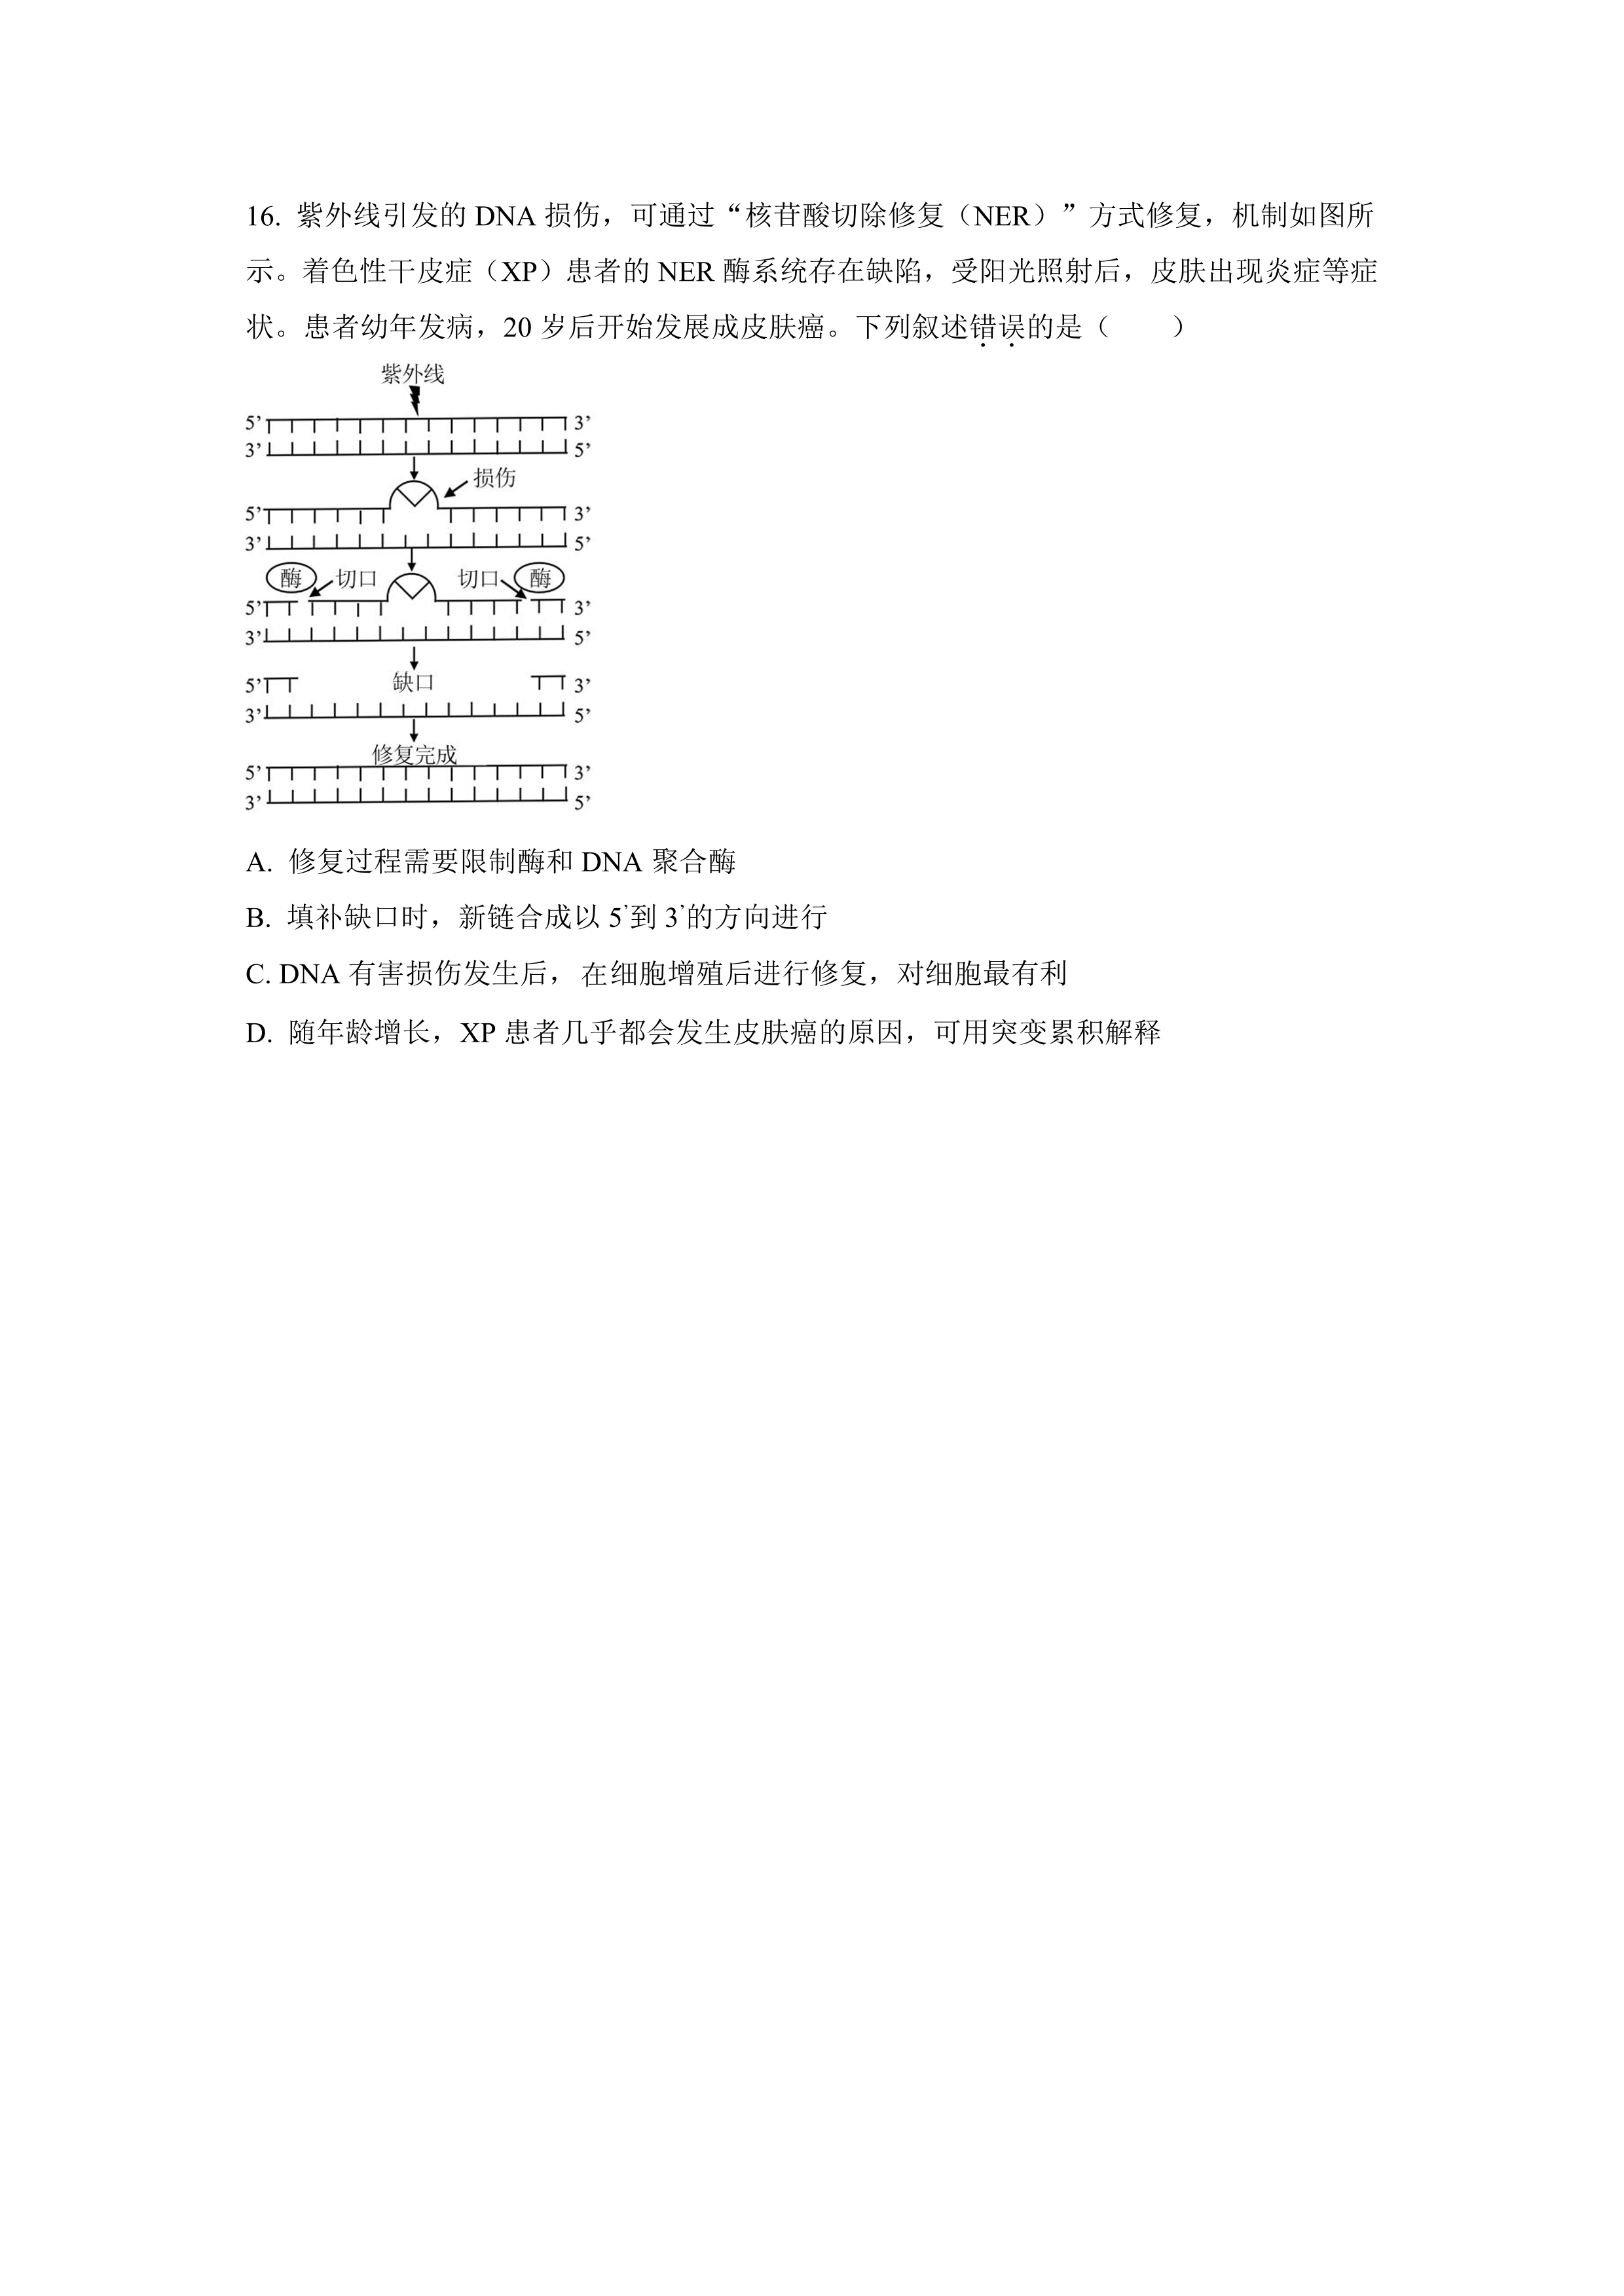 16. 紫外线引发的 DNA 损伤，可通过“核苷酸切除修复（NER）”方式修复，机制如图所
示。着色性干皮症（XP）患者的 NER 酶系统存在缺陷，受阳光照射后，皮肤出现炎症等症
状。患者幼年发病，20 岁后开始发展成皮肤癌。下列叙述错误的是（　　）
紫外线
5’ 3’
3’ 5’
损伤
5’ 3’
3’ 5’
酶 切口 切口 酶
5’ 3’
3’ 5’
5’ 缺口 3’
3’ 5’
修复完成
5’ 3’
3’ 5’
A. 修复过程需要限制酶和 DNA 聚合酶
B. 填补缺口时，新链合成以 5’到 3’的方向进行
C. DNA 有害损伤发生后，在细胞增殖后进行修复，对细胞最有利
D. 随年龄增长，XP 患者几乎都会发生皮肤癌的原因，可用突变累积解释